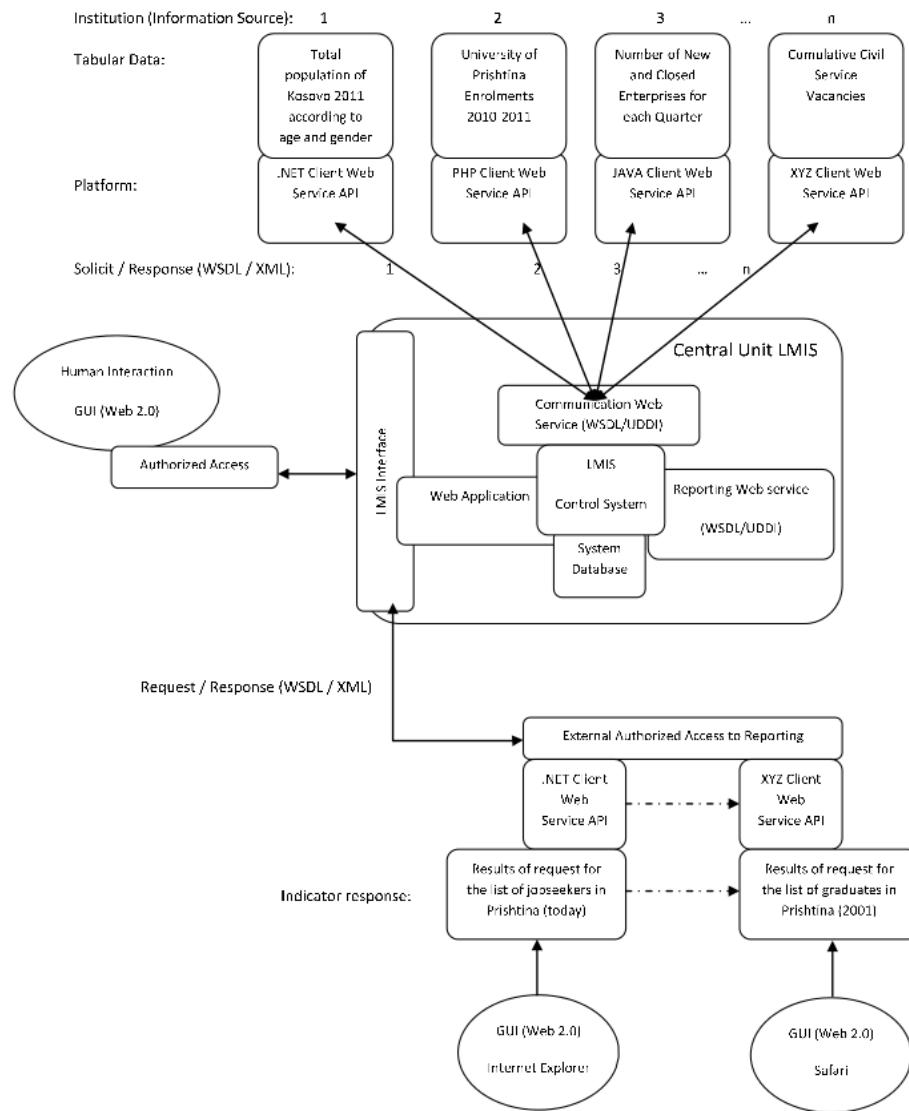 Institution (Information Source): 1 2 3 ... n
Tabular Data:
Total
population of
Kosovo 2011
according to
age and gender
University of
Prishtina
Enrolments
2010-2011
Number of New
and Closed
Enterprises for
each Quarter
Cumulative Civil
Service
Vacancies
Platform:
.NET Client Web
Service API
PHP Client Web
Service API
JAVA Client Web
Service API
XYZ Client Web
Service API
Solicit / Response (WSDL / XML): 1 2 3 ... n
Central Unit LMIS
Human Interaction
GUI (Web 2.0)
Authorized Access
LMIS Interface
Communication Web
Service (WSDL/UDDI)
Web Application
LMIS
Control System
Reporting Web service
(WSDL/UDDI)
System
Database
Request / Response (WSDL / XML)
External Authorized Access to Reporting
.NET Client
Web
Service API
XYZ Client
Web
Service API
Indicator response:
Results of request for
the list of jobseekers in
Prishtina (today)
Results of request for
the list of graduates in
Prishtina (2001)
GUI (Web 2.0)
Internet Explorer
GUI (Web 2.0)
Safari